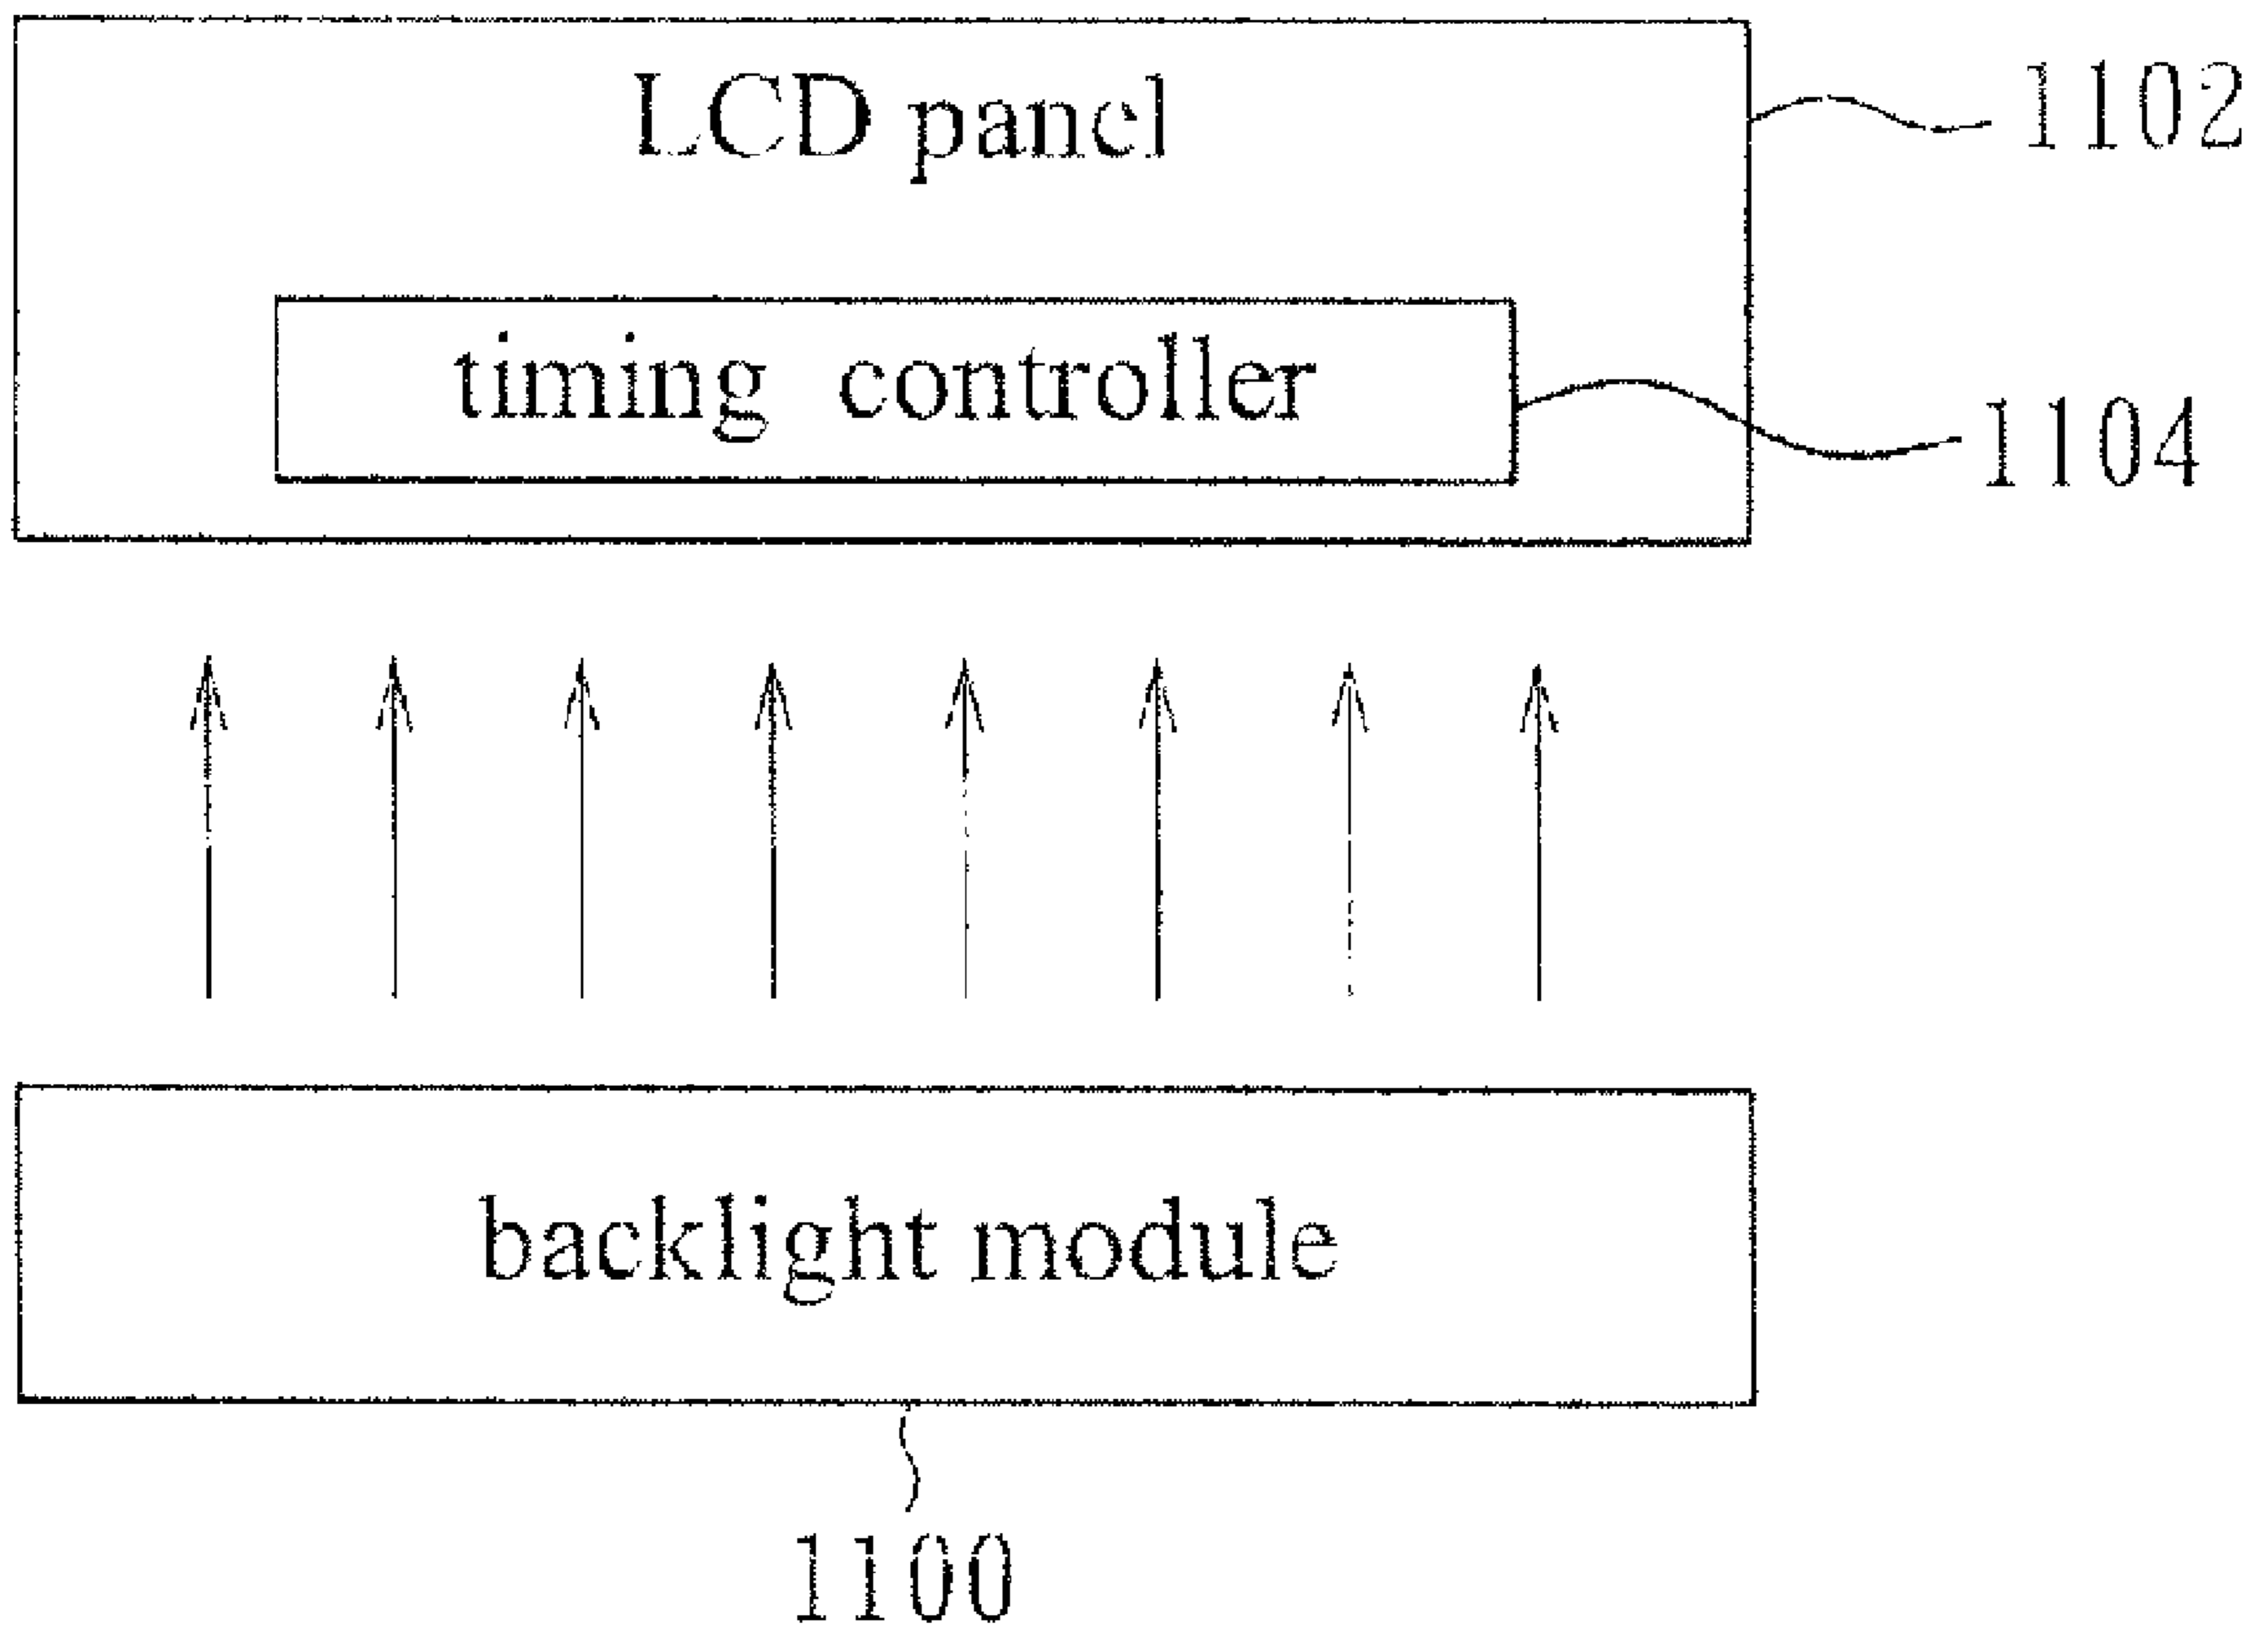 LCD panel
1102
timing controller
1104
backlight module
1100